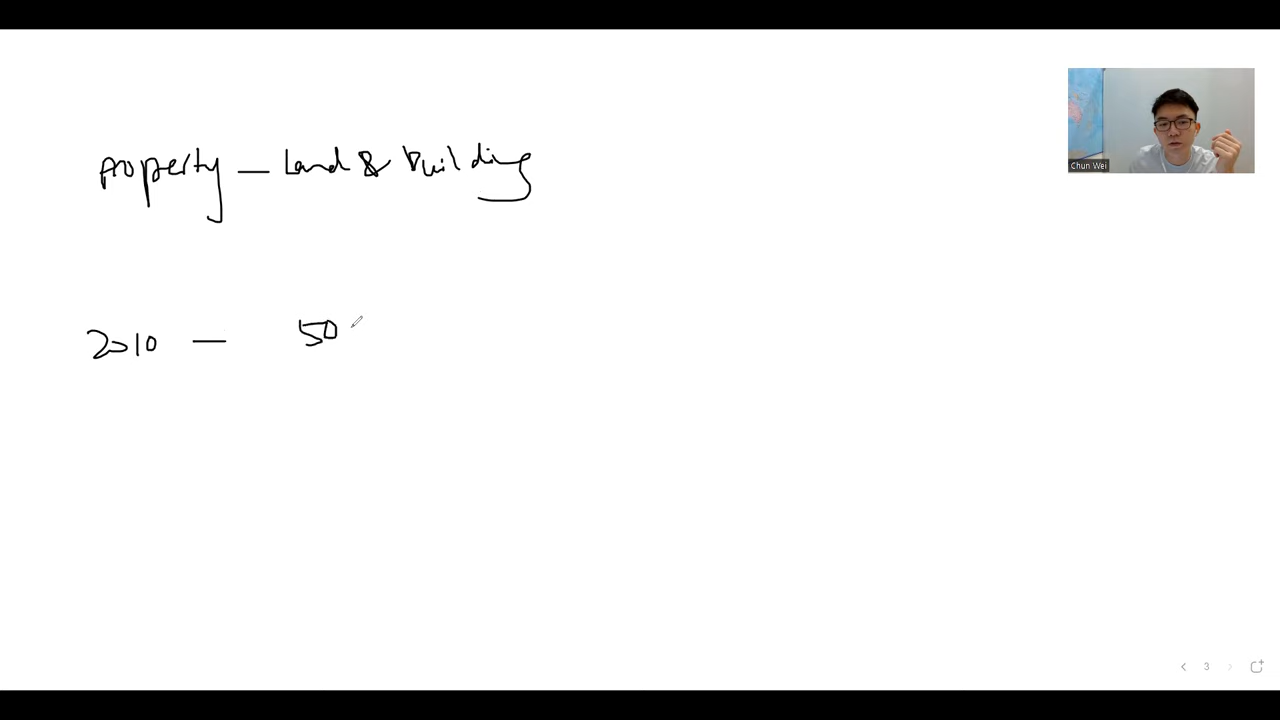 Property — Land & Building
Chun Wei
2010 — 50
3